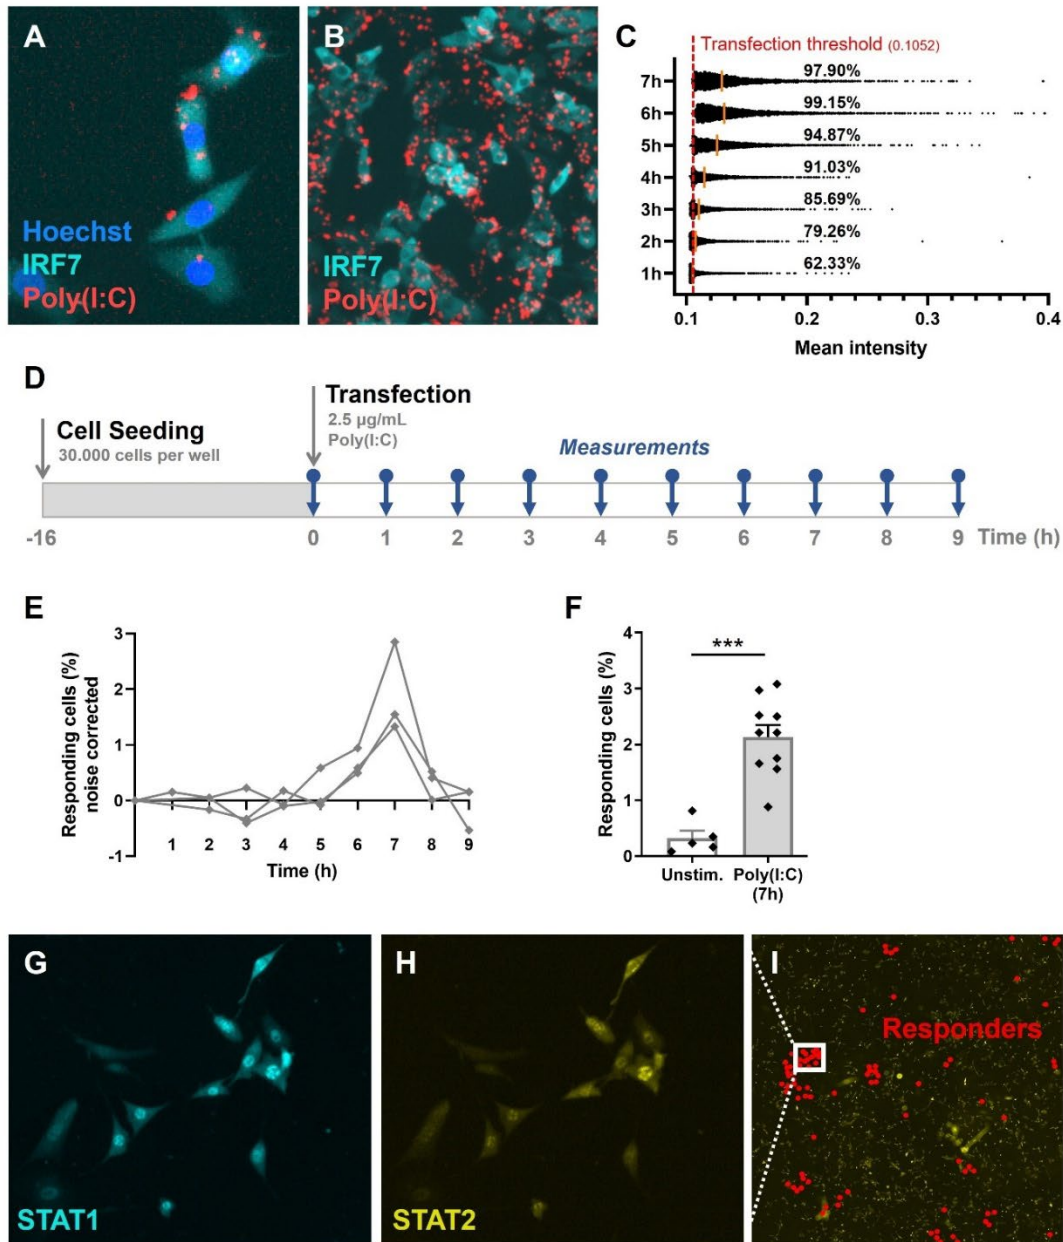 A
Hoechst
IRF7
Poly(I:C)
B
IRF7
Poly(I:C)
C
Transfection threshold (0.1052)
7h 97.90%
6h 99.15%
5h 94.87%
4h 91.03%
3h 85.69%
2h 79.26%
1h 62.33%
0.1 0.2 0.3 0.4
Mean intensity
D
Cell Seeding
30.000 cells per well
Transfection
2.5 µg/mL
Poly(I:C)
Measurements
-16 0 1 2 3 4 5 6 7 8 9 Time (h)
E
Responding cells (%)
noise corrected
3
2
1
0
-1
1 2 3 4 5 6 7 8 9
Time (h)
F
Responding cells (%)
4
3
2
1
0
***
Unstim. Poly(I:C)
(7h)
G
STAT1
H
STAT2
I
Responders